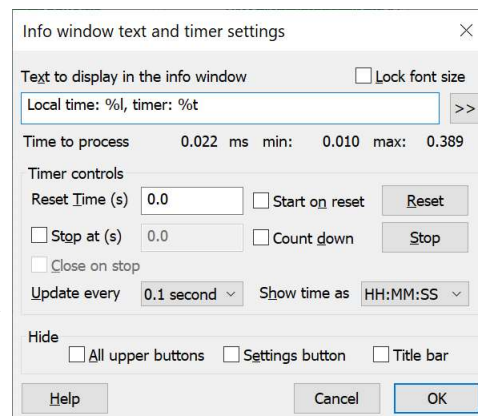 Info window text and timer settings
Text to display in the info window Lock font size
Local time: %l, timer: %t >>
Time to process 0.022 ms min: 0.010 max: 0.389
Timer controls
Reset Time (s) 0.0 Start on reset Reset
Stop at (s) 0.0 Count down Stop
Close on stop
Update every 0.1 second Show time as HH:MM:SS
Hide
All upper buttons Settings button Title bar
Help Cancel OK